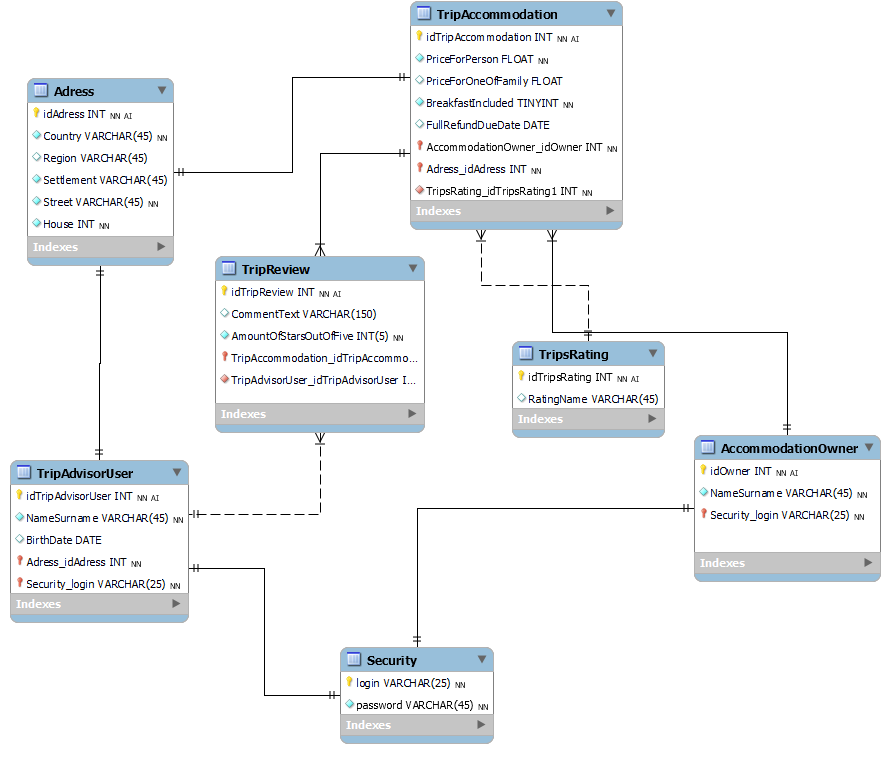 TripAccommodation
idTripAccommodation INT NN AI
PriceForPerson FLOAT NN
PriceForOneOfFamily FLOAT
BreakfastIncluded TINYINT NN
FullRefundDueDate DATE
AccommodationOwner_idOwner INT NN
Adress_idAdress INT NN
TripsRating_idTripsRating1 INT NN
Indexes
Adress
idAdress INT NN AI
Country VARCHAR(45) NN
Region VARCHAR(45)
Settlement VARCHAR(45)
Street VARCHAR(45) NN
House INT NN
Indexes
TripReview
idTripReview INT NN AI
CommentText VARCHAR(150)
AmountOfStarsOutOfFive INT(5) NN
TripAccommodation_idTripAccommo...
TripAdvisorUser_idTripAdvisorUser I...
Indexes
TripsRating
idTripsRating INT NN AI
RatingName VARCHAR(45)
Indexes
AccommodationOwner
idOwner INT NN AI
NameSurname VARCHAR(45) NN
Security_login VARCHAR(25) NN
Indexes
TripAdvisorUser
idTripAdvisorUser INT NN AI
NameSurname VARCHAR(45) NN
BirthDate DATE
Adress_idAdress INT NN
Security_login VARCHAR(25) NN
Indexes
Security
login VARCHAR(25) NN
password VARCHAR(45) NN
Indexes